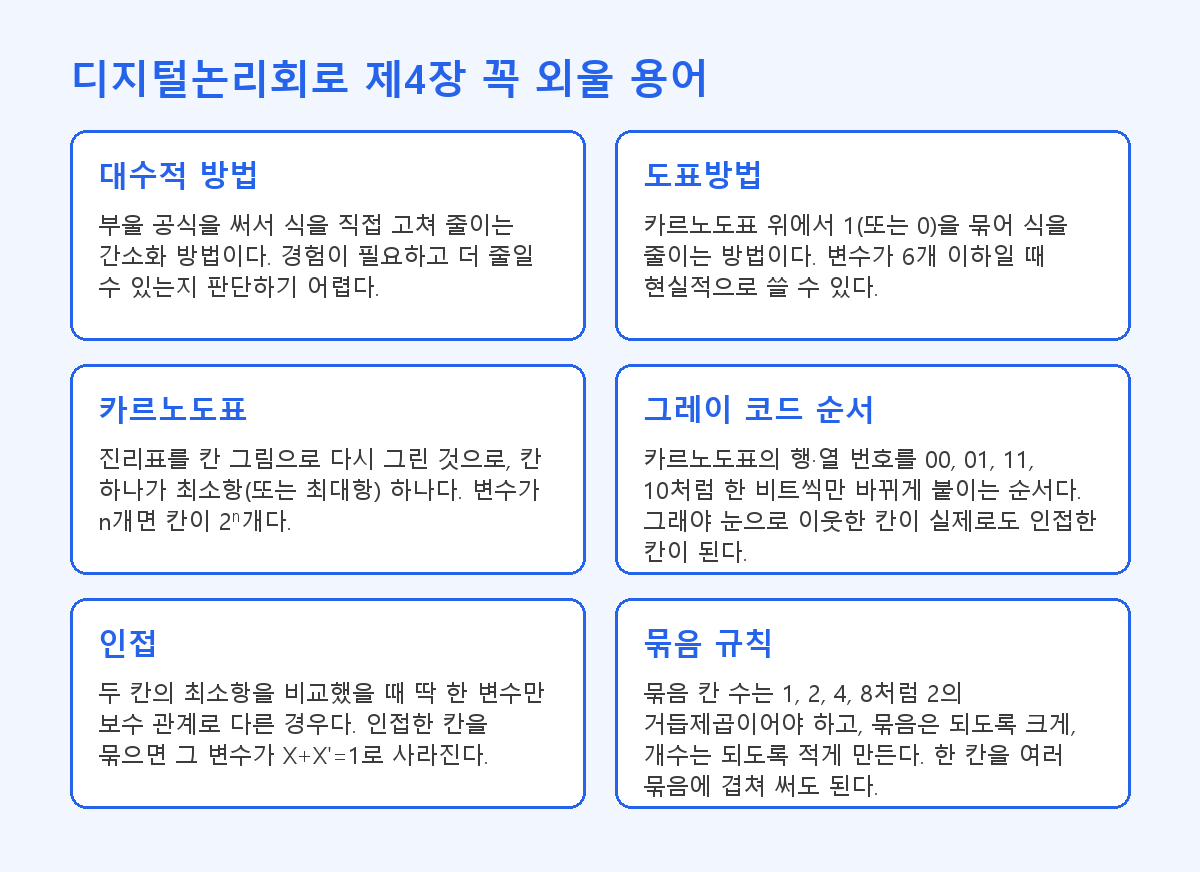 디지털논리회로 제4장 꼭 외울 용어
대수적 방법
부울 공식을 써서 식을 직접 고쳐 줄이는
간소화 방법이다. 경험이 필요하고 더 줄일
수 있는지 판단하기 어렵다.
도표방법
카르노도표 위에서 1(또는 0)을 묶어 식을
줄이는 방법이다. 변수가 6개 이하일 때
현실적으로 쓸 수 있다.
카르노도표
진리표를 칸 그림으로 다시 그린 것으로, 칸
하나가 최소항(또는 최대항) 하나다. 변수가
n개면 칸이 2ⁿ개다.
그레이 코드 순서
카르노도표의 행·열 번호를 00, 01, 11,
10처럼 한 비트씩만 바뀌게 붙이는 순서다.
그래야 눈으로 이웃한 칸이 실제로도 인접한
칸이 된다.
인접
두 칸의 최소항을 비교했을 때 딱 한 변수만
보수 관계로 다른 경우다. 인접한 칸을
묶으면 그 변수가 X+X'=1로 사라진다.
묶음 규칙
묶음 칸 수는 1, 2, 4, 8처럼 2의
거듭제곱이어야 하고, 묶음은 되도록 크게,
개수는 되도록 적게 만든다. 한 칸을 여러
묶음에 겹쳐 써도 된다.